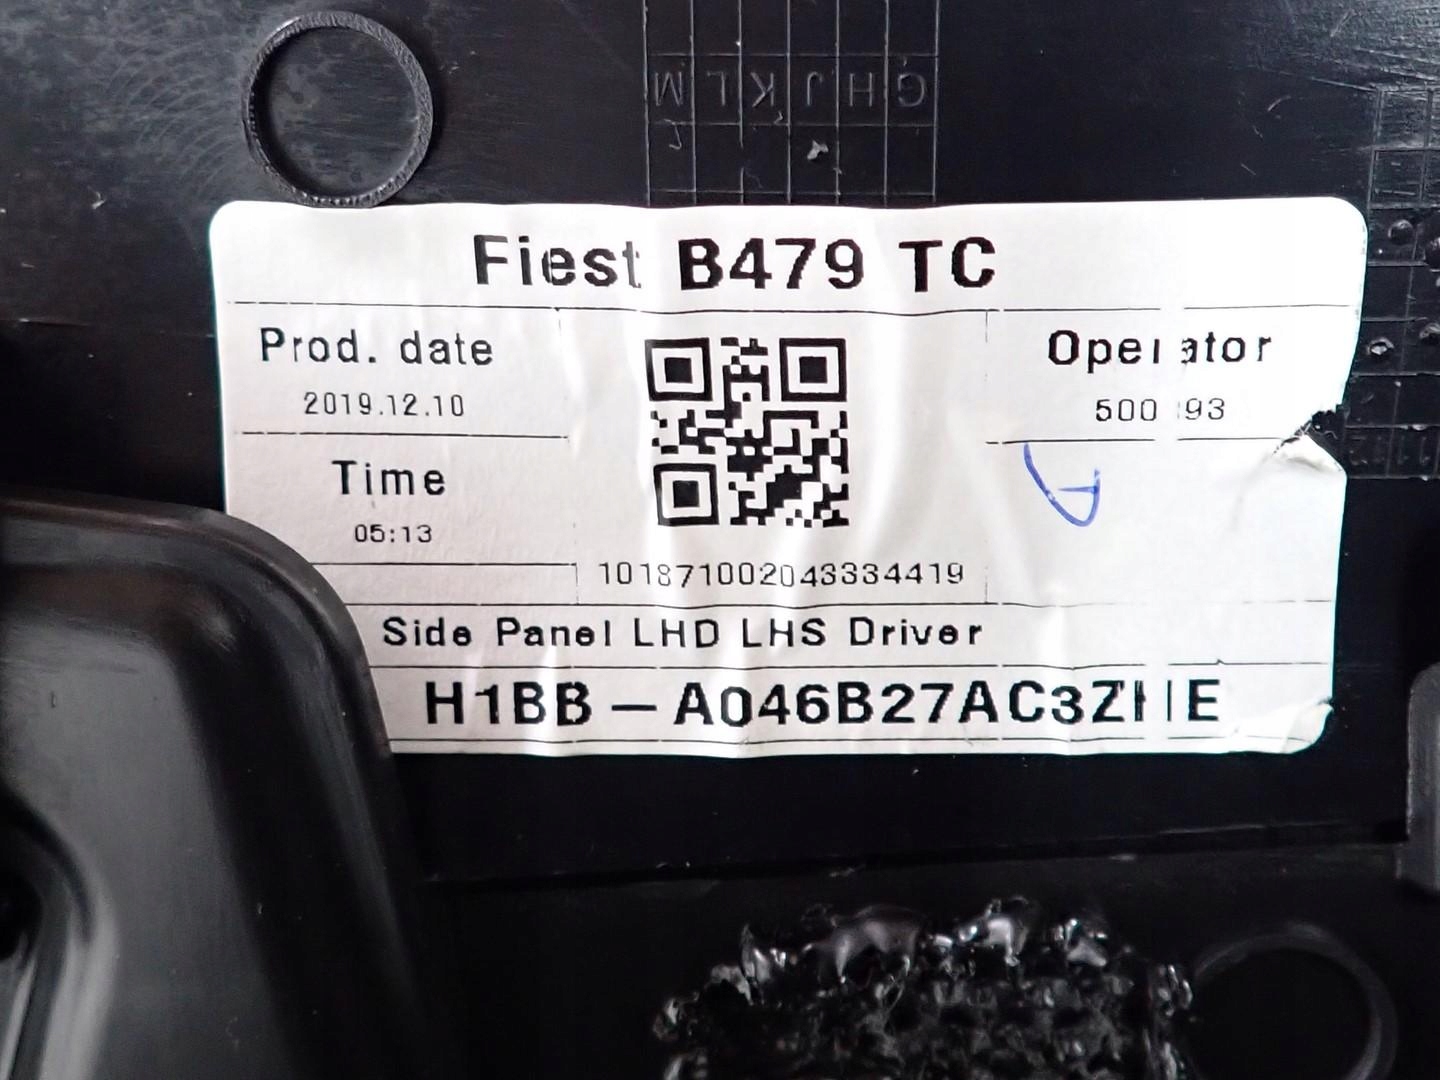 M L K J H G
Fiest B479 TC
Prod. date
2019.12.10
Operator
Time
05:13
101871002043334419
Side Panel LHD LHS Driver